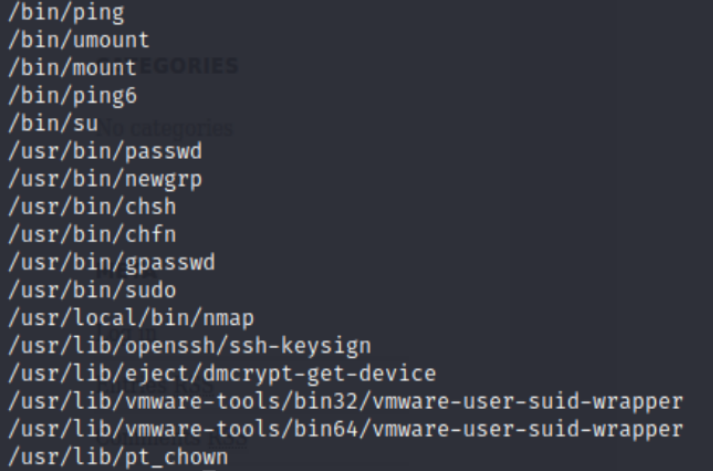 /bin/ping
/bin/umount
/bin/mount
CATEGORIES
/bin/ping6
/bin/su
No categories
/usr/bin/passwd
/usr/bin/newgrp
/usr/bin/chsh
/usr/bin/chfn
/usr/bin/gpasswd
/usr/bin/sudo
/usr/local/bin/nmap
/usr/lib/openssh/ssh-keysign
/usr/lib/eject/dmcrypt-get-device
/usr/lib/vmware-tools/bin32/vmware-user-suid-wrapper
/usr/lib/vmware-tools/bin64/vmware-user-suid-wrapper
/usr/lib/pt_chown